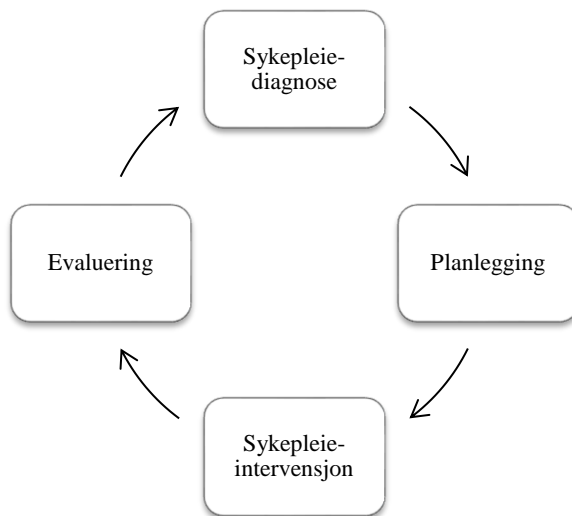 Sykepleie-
diagnose
Planlegging
Sykepleie-
intervensjon
Evaluering